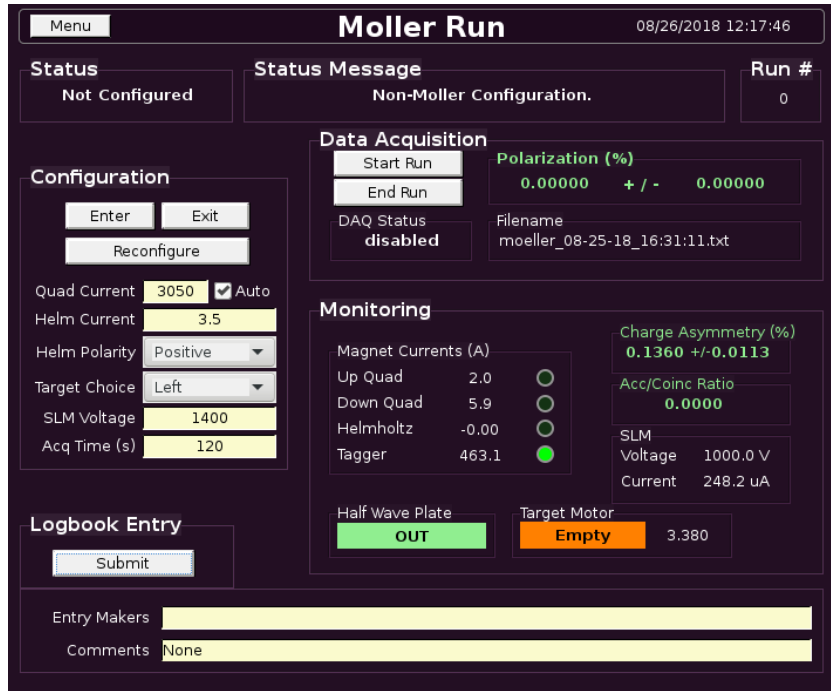 Menu Moller Run 08/26/2018 12:17:46
Status Status Message Run #
Not Configured Non-Moller Configuration. 0
Data Acquisition
Start Run
End Run
Polarization (%)
0.00000 + / - 0.00000
DAQ Status
disabled
Filename
moeller_08-25-18_16:31:11.txt
Configuration
Enter Exit
Reconfigure
Quad Current 3050 Auto
Helm Current 3.5
Helm Polarity Positive
Target Choice Left
SLM Voltage 1400
Acq Time (s) 120
Monitoring
Magnet Currents (A)
Up Quad 2.0
Down Quad 5.9
Helmholtz -0.00
Tagger 463.1
Charge Asymmetry (%)
0.1360 +/-0.0113
Acc/Coinc Ratio
0.0000
SLM
Voltage 1000.0 V
Current 248.2 uA
Half Wave Plate
OUT
Target Motor
Empty 3.380
Logbook Entry
Submit
Entry Makers
Comments None